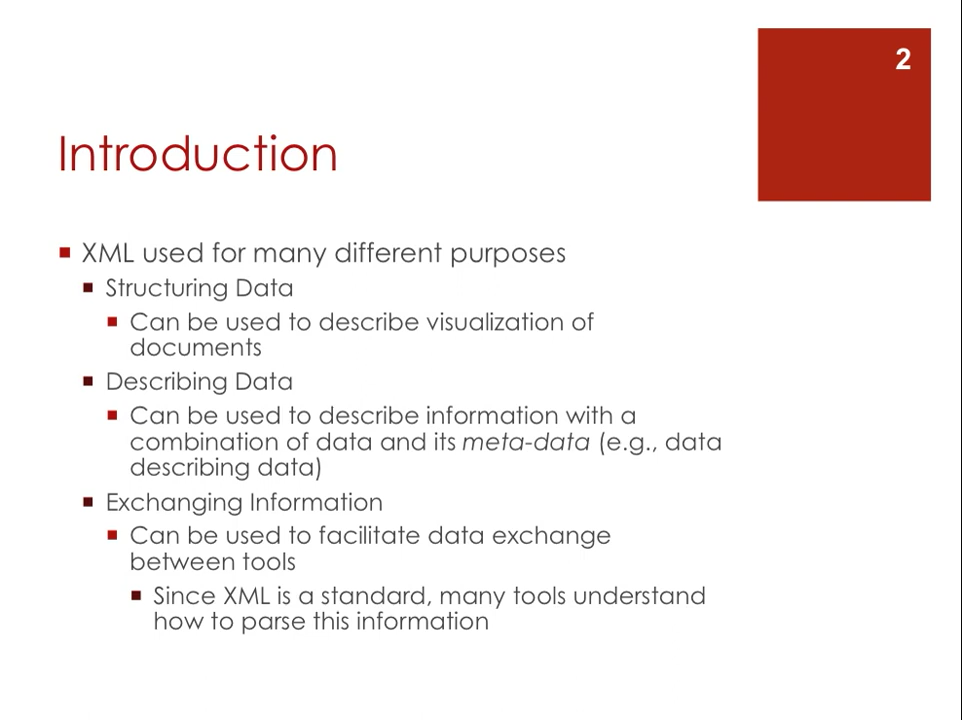 2
Introduction
XML used for many different purposes
Structuring Data
Can be used to describe visualization of
documents
Describing Data
Can be used to describe information with a
combination of data and its meta-data (e.g., data
describing data)
Exchanging Information
Can be used to facilitate data exchange
between tools
Since XML is a standard, many tools understand
how to parse this information